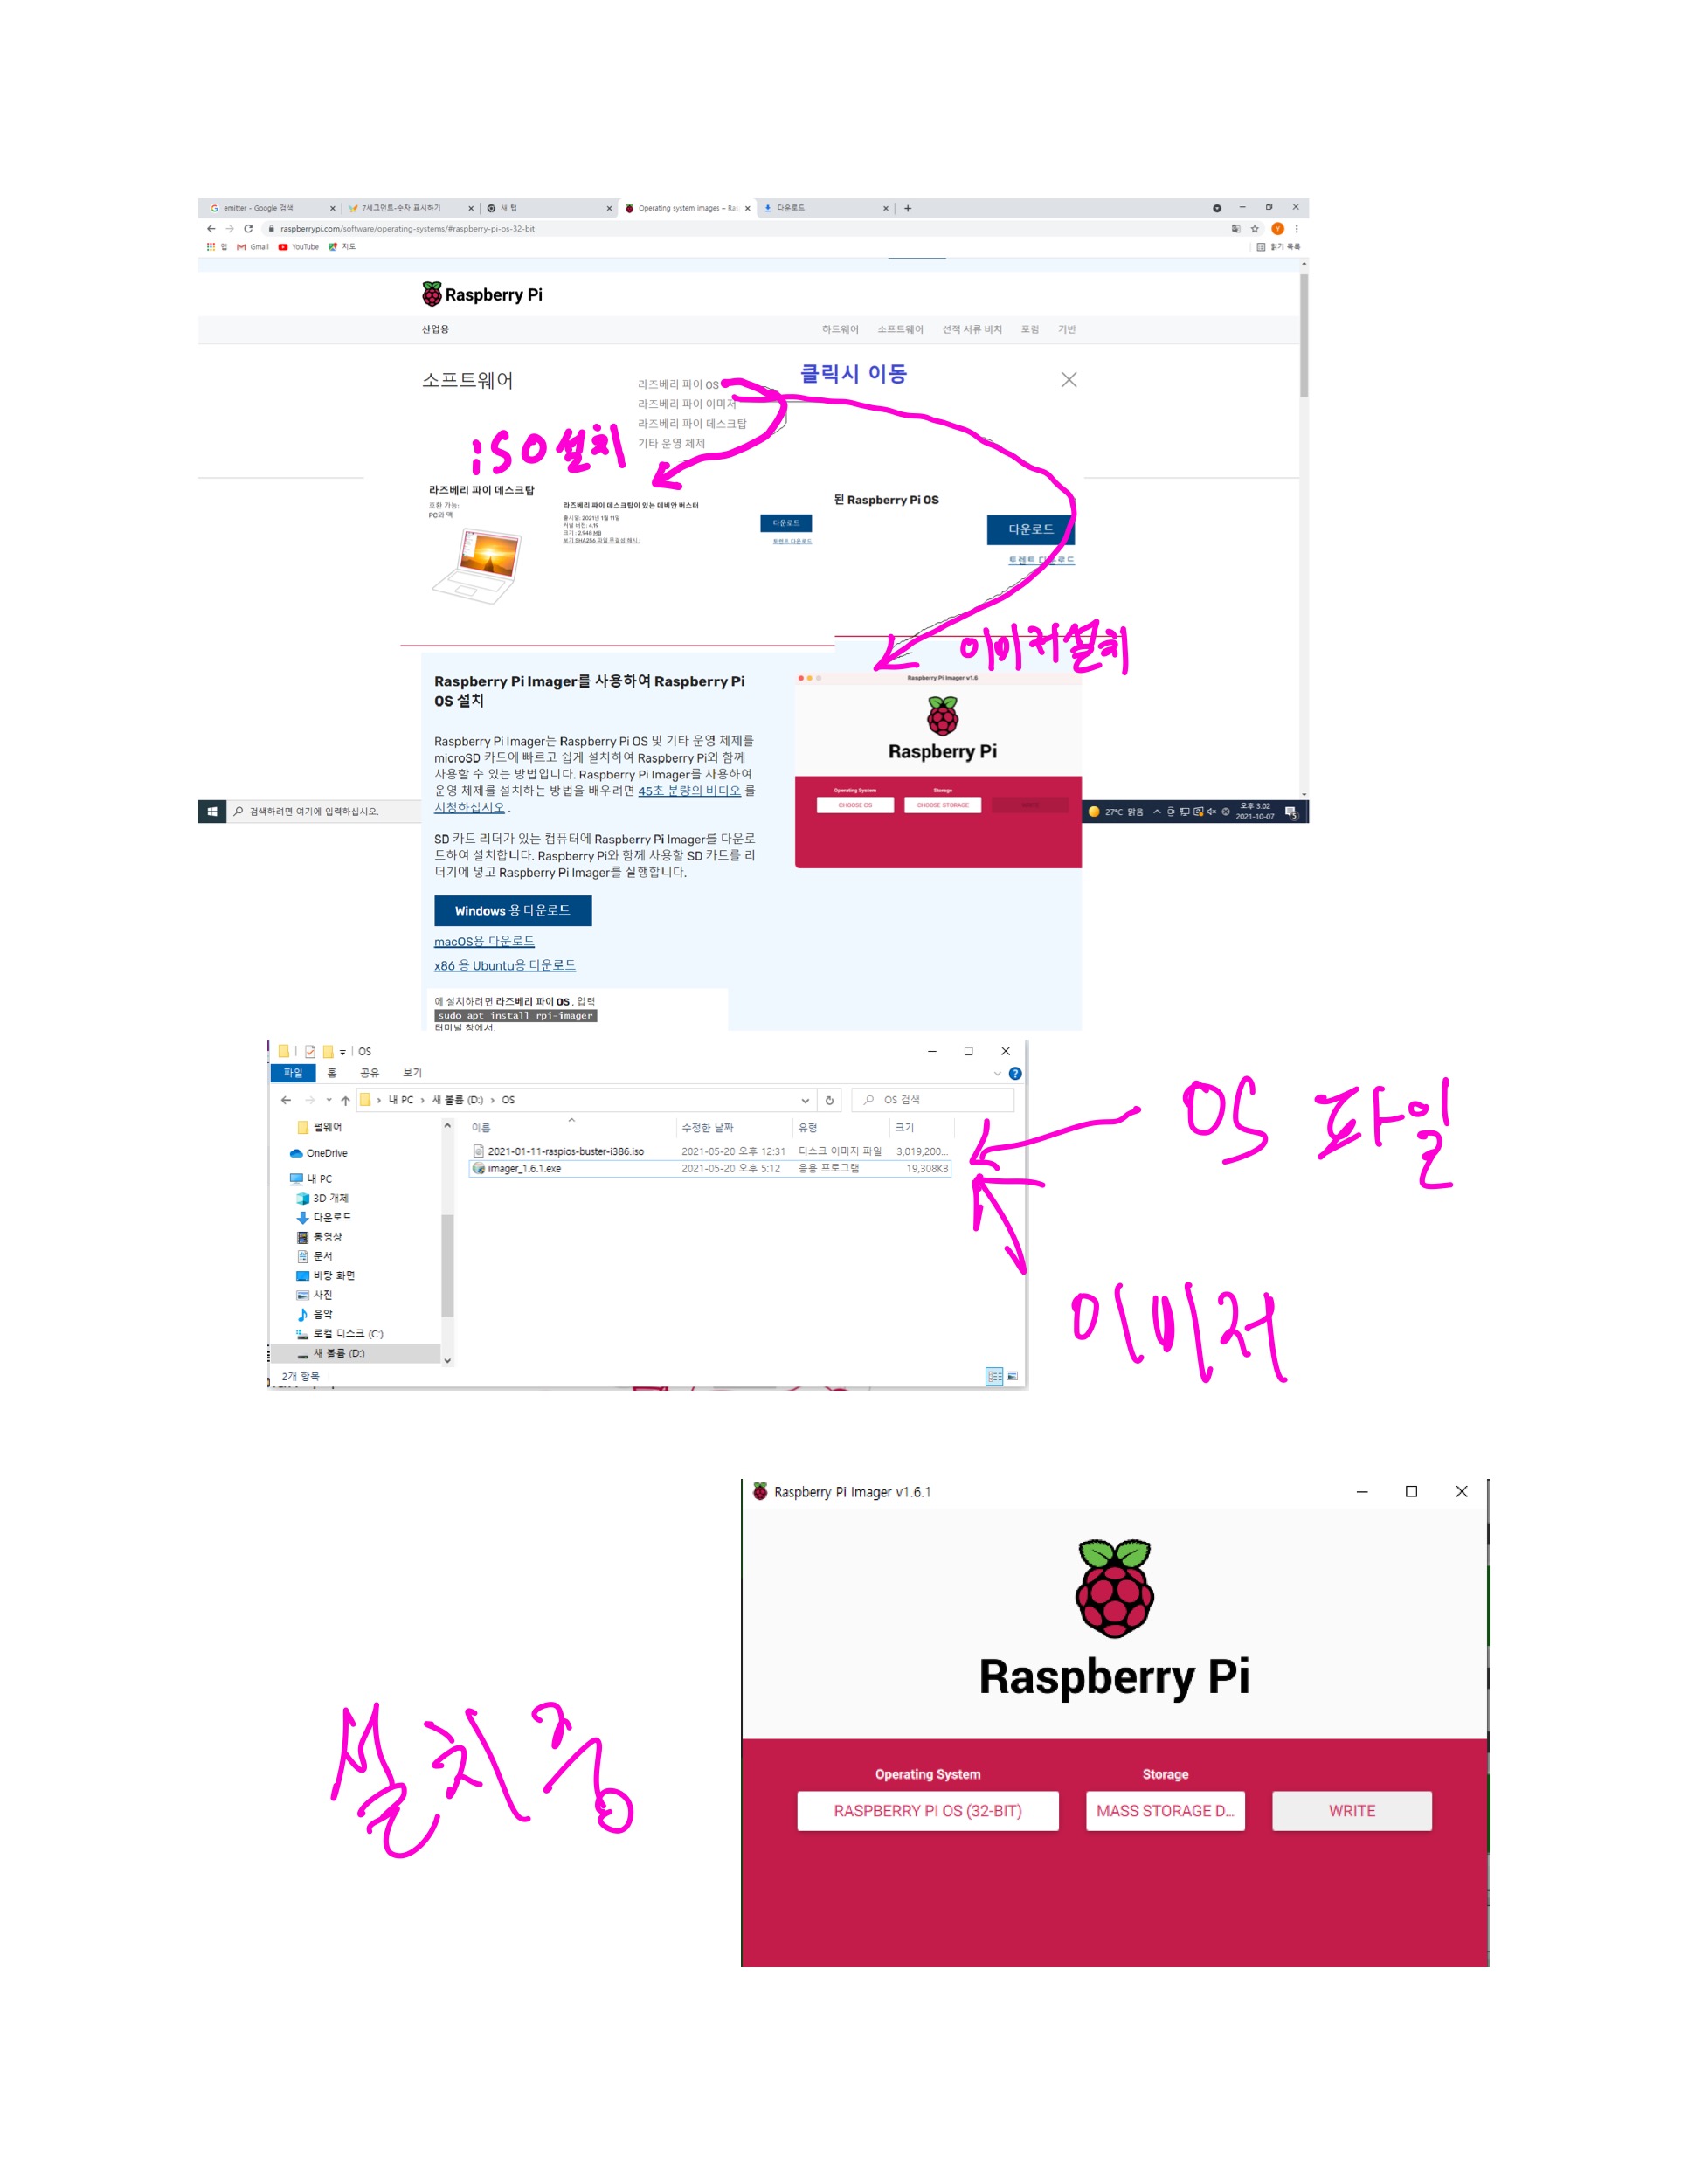 emitter - Google 검색
7세그먼트-숫자 표시하기
새 탭
Operating system images – Ras
다운로드
raspberrypi.com/software/operating-systems/#raspberry-pi-os-32-bit
앱 Gmail YouTube 지도
읽기 목록
Raspberry Pi
산업용
하드웨어 소프트웨어 선적 서류 비치 포럼 기반
소프트웨어
클릭시 이동
라즈베리 파이 OS
라즈베리 파이 이미저
라즈베리 파이 데스크탑
기타 운영 체제
iSO설치
라즈베리 파이 데스크탑
호환 가능:
PC와 맥
라즈베리 파이 데스크탑이 있는 데비안 버스터
출시일: 2021년 1월 11일
커널 버전: 4.19
크기 : 2,948 MB
보기 SHA256 파일 무결성 해시 :
다운로드
토렌트 다운로드
된 Raspberry Pi OS
다운로드
토렌트 다운로드
이미저설치
Raspberry Pi Imager를 사용하여 Raspberry Pi
OS 설치
Raspberry Pi Imager는 Raspberry Pi OS 및 기타 운영 체제를
microSD 카드에 빠르고 쉽게 설치하여 Raspberry Pi와 함께
사용할 수 있는 방법입니다. Raspberry Pi Imager를 사용하여
운영 체제를 설치하는 방법을 배우려면 45초 분량의 비디오 를
시청하십시오 .
SD 카드 리더가 있는 컴퓨터에 Raspberry Pi Imager를 다운로
드하여 설치합니다. Raspberry Pi와 함께 사용할 SD 카드를 리
더기에 넣고 Raspberry Pi Imager를 실행합니다.
Windows 용 다운로드
macOS용 다운로드
x86 용 Ubuntu용 다운로드
에 설치하려면 라즈베리 파이 OS , 입력
sudo apt install rpi-imager
터미널 창에서.
Raspberry Pi Imager v1.6
Raspberry Pi
Operating System Storage
CHOOSE OS CHOOSE STORAGE WRITE
검색하려면 여기에 입력하십시오.
27°C 맑음
오후 3:02
2021-10-07
5
OS
파일 홈 공유 보기
내 PC > 새 볼륨 (D:) > OS
OS 검색
이름 수정한 날짜 유형 크기
2021-01-11-raspios-buster-i386.iso 2021-05-20 오후 12:31 디스크 이미지 파일 3,019,200...
imager_1.6.1.exe 2021-05-20 오후 5:12 응용 프로그램 19,308KB
펌웨어
OneDrive
내 PC
3D 개체
다운로드
동영상
문서
바탕 화면
사진
음악
로컬 디스크 (C:)
새 볼륨 (D:)
2개 항목
OS 파일
이미저
설치중
Raspberry Pi Imager v1.6.1
Raspberry Pi
Operating System Storage
RASPBERRY PI OS (32-BIT) MASS STORAGE D... WRITE